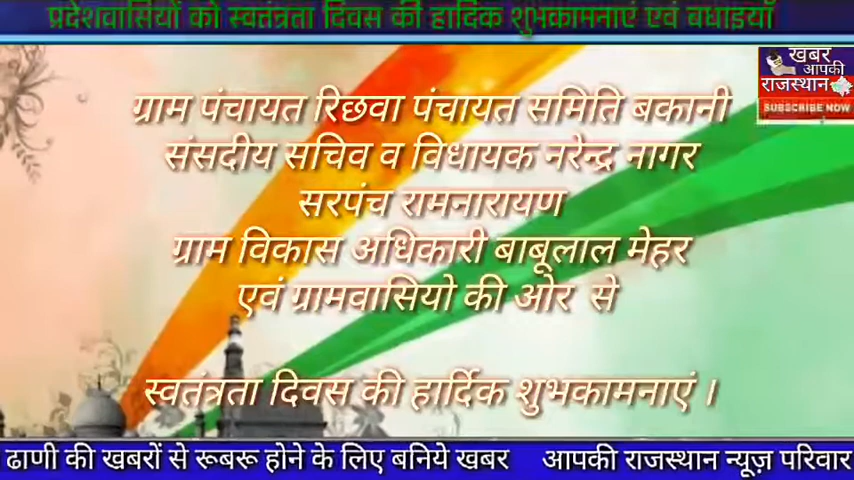 प्रदेशवासियों को स्वतंत्रता दिवस की हार्दिक शुभकामनाएं एवं बधाइयाँ
खबर
आपकी
राजस्थान
SUBSCRIBE NOW
ग्राम पंचायत रिछवा पंचायत समिति बकानी
संसदीय सचिव व विधायक नरेन्द्र नागर
सरपंच रामनारायण
ग्राम विकास अधिकारी बाबूलाल मेहर
एवं ग्रामवासियो की ओर से
स्वतंत्रता दिवस की हार्दिक शुभकामनाएं ।
ढाणी की खबरों से रूबरू होने के लिए बनिये खबर आपकी राजस्थान न्यूज़ परिवार